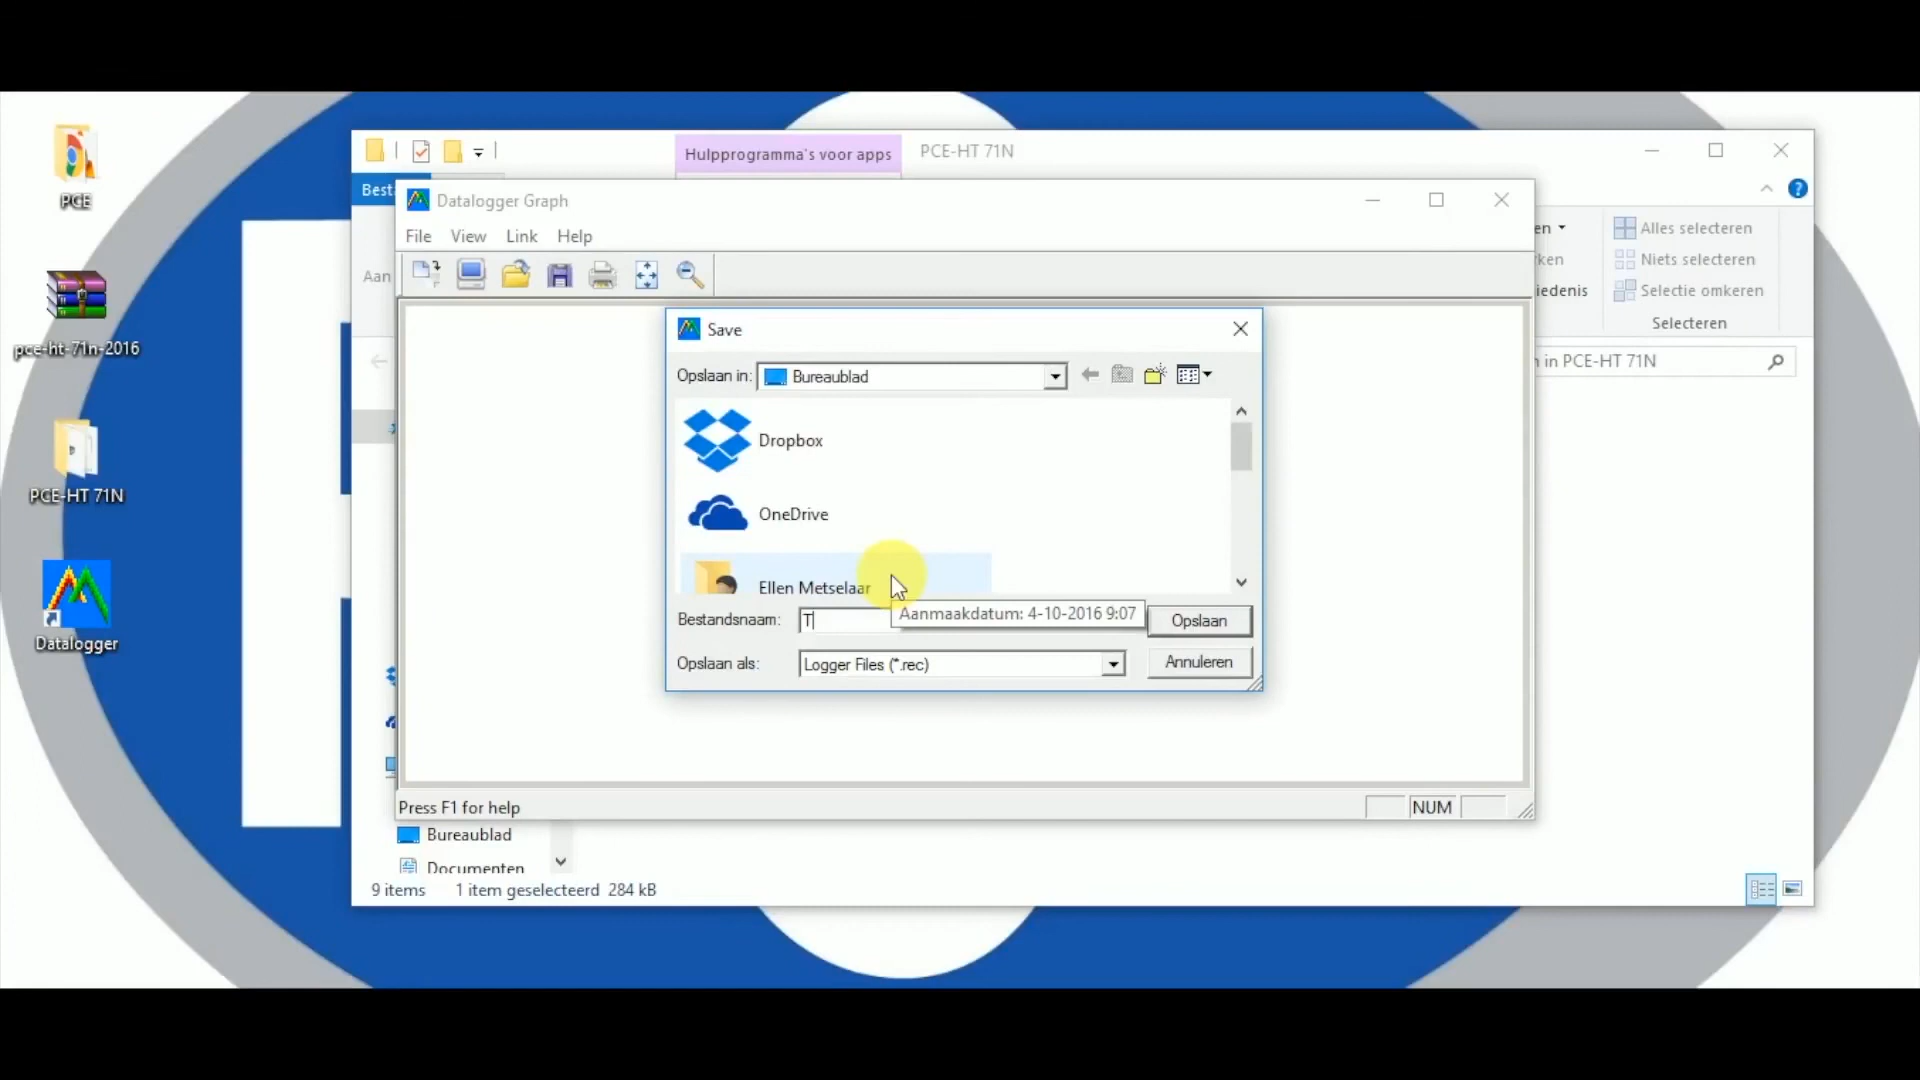 PCE
pce-ht-71n-2016
PCE-HT 71N
Datalogger
Hulpprogramma's voor apps
PCE-HT 71N
Best
Aan
en
ken
iedenis
Alles selecteren
Niets selecteren
Selectie omkeren
Selecteren
in PCE-HT 71N
Datalogger Graph
File View Link Help
Save
Opslaan in: Bureaublad
Dropbox
OneDrive
Ellen Metselaar
Aanmaakdatum: 4-10-2016 9:07
Bestandsnaam: T
Opslaan
Opslaan als: Logger Files (*.rec)
Annuleren
Press F1 for help
NUM
Bureaublad
Documenten
9 items 1 item geselecteerd 284 kB